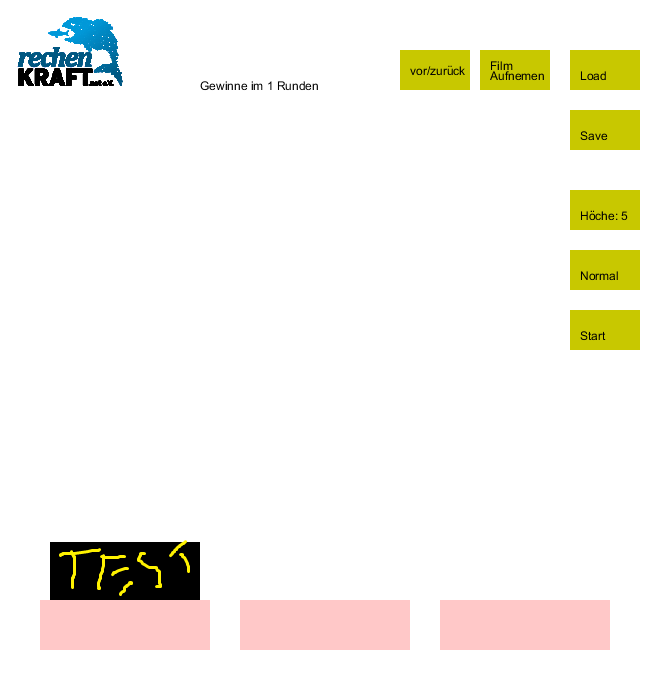 rechen
KRAFT.net e.V.
Gewinne im 1 Runden
vor/zurück
Film
Aufnemen
Load
Save
Höche: 5
Normal
Start
TEST